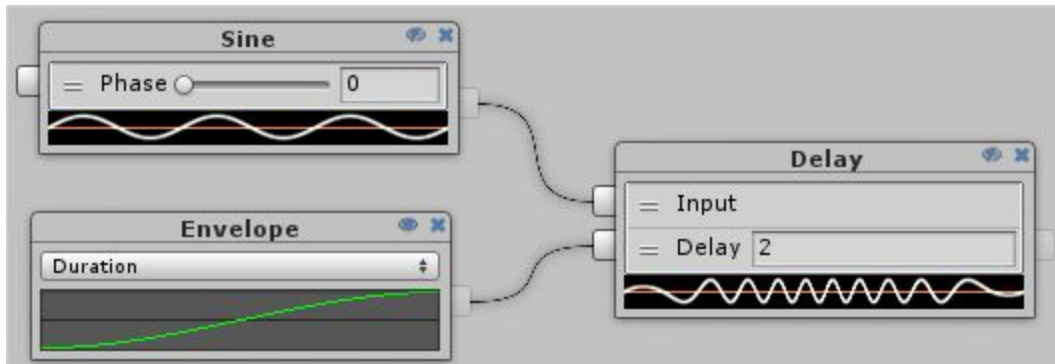 Sine
Phase 0
Envelope
Duration
Delay
Input
Delay 2